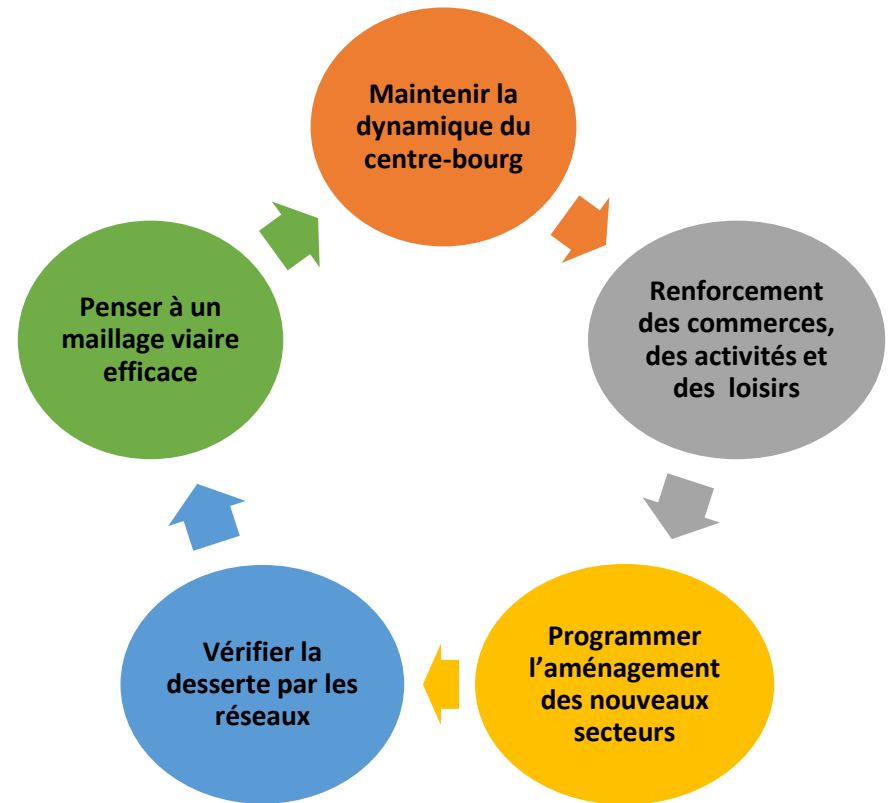 Maintenir la
dynamique du
centre-bourg
Renforcement
des commerces,
des activités et
des loisirs
Programmer
l’aménagement
des nouveaux
secteurs
Vérifier la
desserte par les
réseaux
Penser à un
maillage viaire
efficace